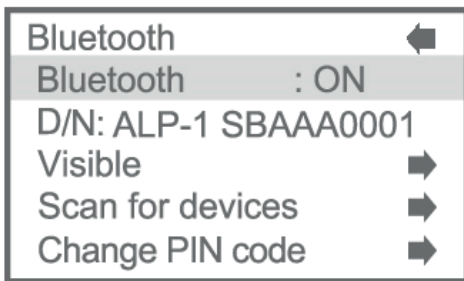 Bluetooth
Bluetooth : ON
D/N: ALP-1 SBAAA0001
Visible
Scan for devices
Change PIN code